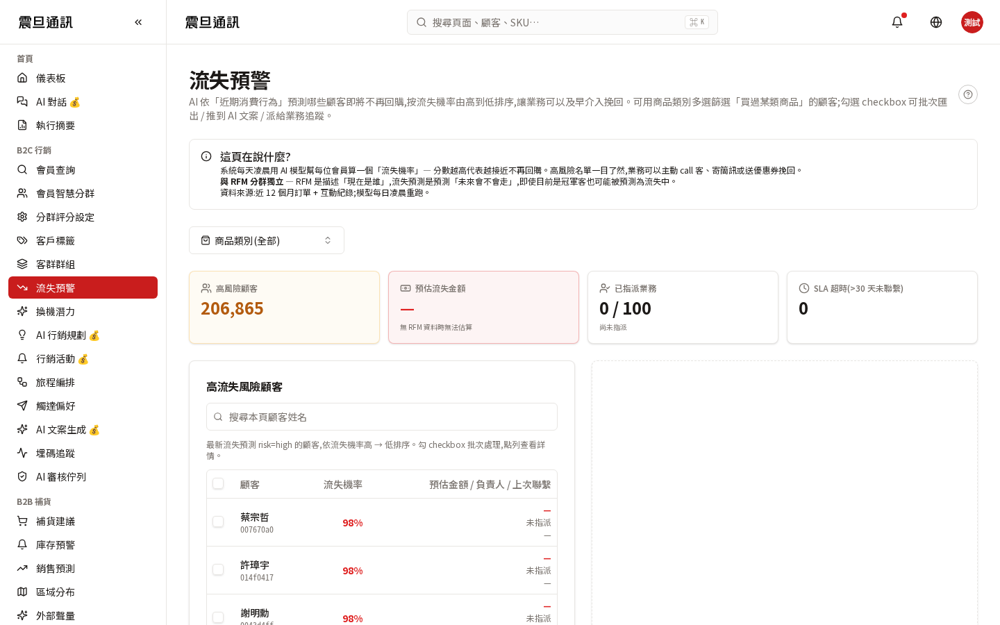 震旦通訊
首頁
儀表板
AI 對話 💰
執行摘要
B2C 行銷
會員查詢
會員智慧分群
分群評分設定
客戶標籤
客群群組
流失預警
換機潛力
AI 行銷規劃 💰
行銷活動 💰
旅程編排
觸達偏好
AI 文案生成 💰
埋碼追蹤
AI 審核佇列
B2B 補貨
補貨建議
庫存預警
銷售預測
區域分布
外部聲量
震旦通訊
搜尋頁面、顧客、SKU…
⌘ K
測試
流失預警
AI 依「近期消費行為」預測哪些顧客即將不再回購,按流失機率由高到低排序,讓業務可以及早介入挽回。可用商品類別多選篩選「買過某類商品」的顧客;勾選 checkbox 可批次匯
出 / 推到 AI 文案 / 派給業務追蹤。
這頁在說什麼?
系統每天凌晨用 AI 模型幫每位會員算一個「流失機率」— 分數越高代表越接近不再回購。高風險名單一目了然,業務可以主動 call 客、寄簡訊或送優惠券挽回。
與 RFM 分群獨立 — RFM 是描述「現在是誰」,流失預測是預測「未來會不會走」,即使目前是冠軍客也可能被預測為流失中。
資料來源:近 12 個月訂單 + 互動紀錄;模型每日凌晨重跑。
商品類別(全部)
高風險顧客
206,865
預估流失金額
—
無 RFM 資料時無法估算
已指派業務
0 / 100
尚未指派
SLA 超時(>30 天未聯繫)
0
高流失風險顧客
搜尋本頁顧客姓名
最新流失預測 risk=high 的顧客,依流失機率高 → 低排序。勾 checkbox 批次處理,點列查看詳
情。
顧客 流失機率 預估金額 / 負責人 / 上次聯繫
蔡宗哲
007670a0
98%
—
未指派
—
許璋宇
014f0417
98%
—
未指派
—
謝明勳
98%
—
未指派